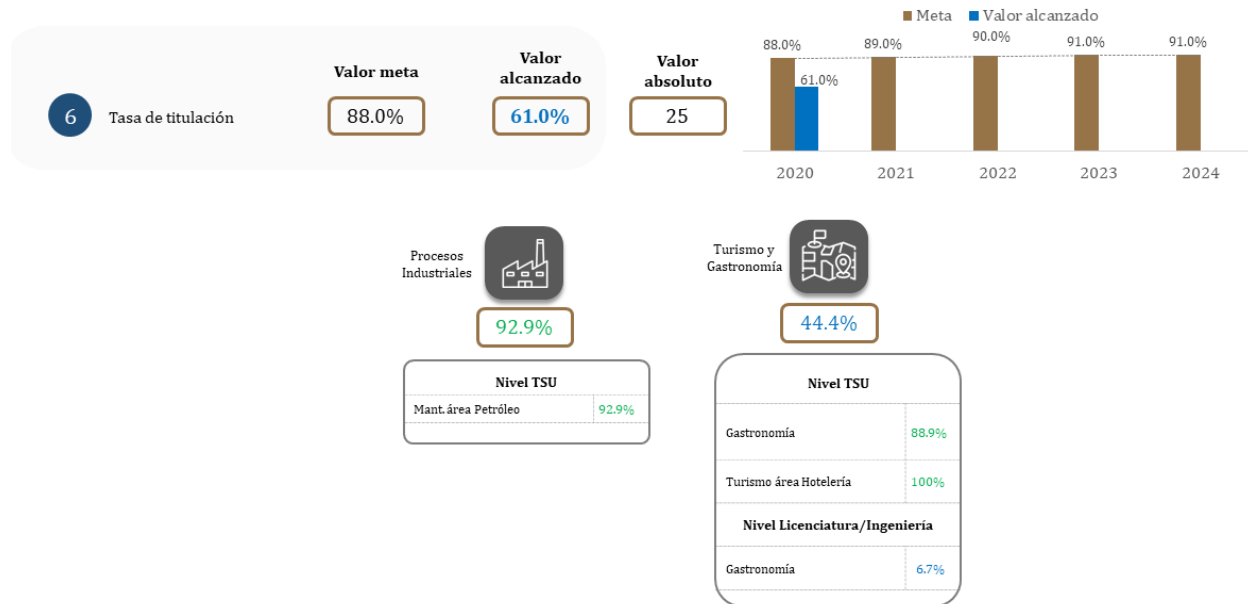 Meta Valor alcanzado
Valor meta
Valor
alcanzado
Valor
absoluto
6 Tasa de titulación 88.0% 61.0% 25
88.0% 89.0% 90.0% 91.0% 91.0%
61.0%
2020 2021 2022 2023 2024
Procesos
Industriales
92.9%
Nivel TSU
Mant. área Petróleo 92.9%
Turismo y
Gastronomía
44.4%
Nivel TSU
Gastronomía 88.9%
Turismo área Hotelería 100%
Nivel Licenciatura/Ingeniería
Gastronomía 6.7%